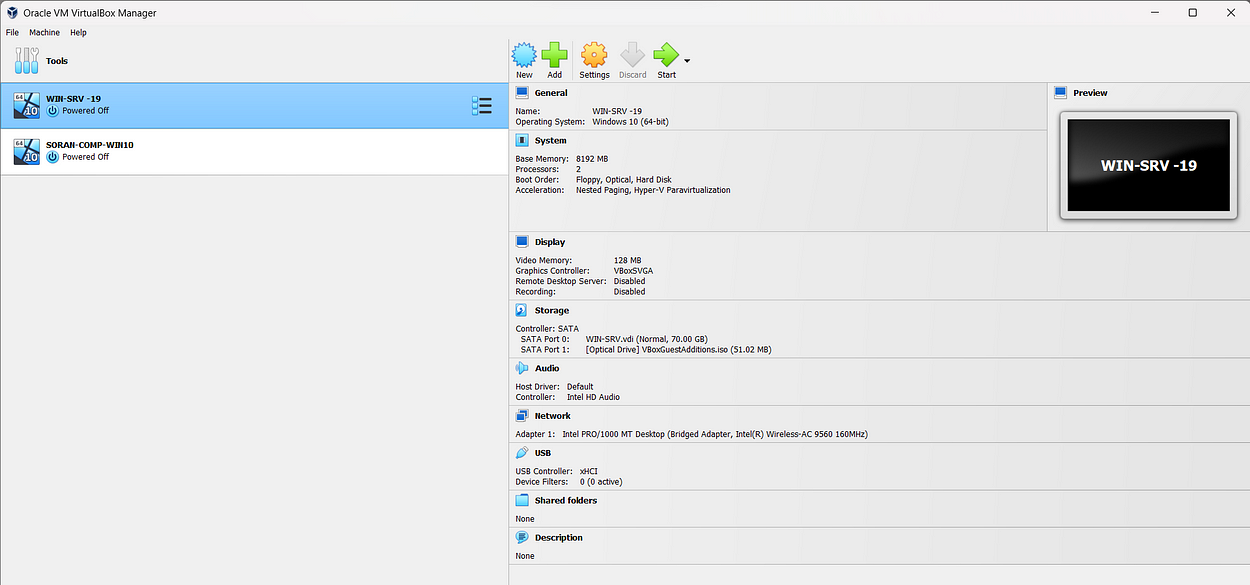 Oracle VM VirtualBox Manager
File Machine Help
Tools
64
10
WIN-SRV -19
Powered Off
64
10
SORAN-COMP-WIN10
Powered Off
New Add Settings Discard Start
General
Name: WIN-SRV -19
Operating System: Windows 10 (64-bit)
System
Base Memory: 8192 MB
Processors: 2
Boot Order: Floppy, Optical, Hard Disk
Acceleration: Nested Paging, Hyper-V Paravirtualization
Preview
WIN-SRV -19
Display
Video Memory: 128 MB
Graphics Controller: VBoxSVGA
Remote Desktop Server: Disabled
Recording: Disabled
Storage
Controller: SATA
SATA Port 0: WIN-SRV.vdi (Normal, 70.00 GB)
SATA Port 1: [Optical Drive] VBoxGuestAdditions.iso (51.02 MB)
Audio
Host Driver: Default
Controller: Intel HD Audio
Network
Adapter 1: Intel PRO/1000 MT Desktop (Bridged Adapter, Intel(R) Wireless-AC 9560 160MHz)
USB
USB Controller: xHCI
Device Filters: 0 (0 active)
Shared folders
None
Description
None